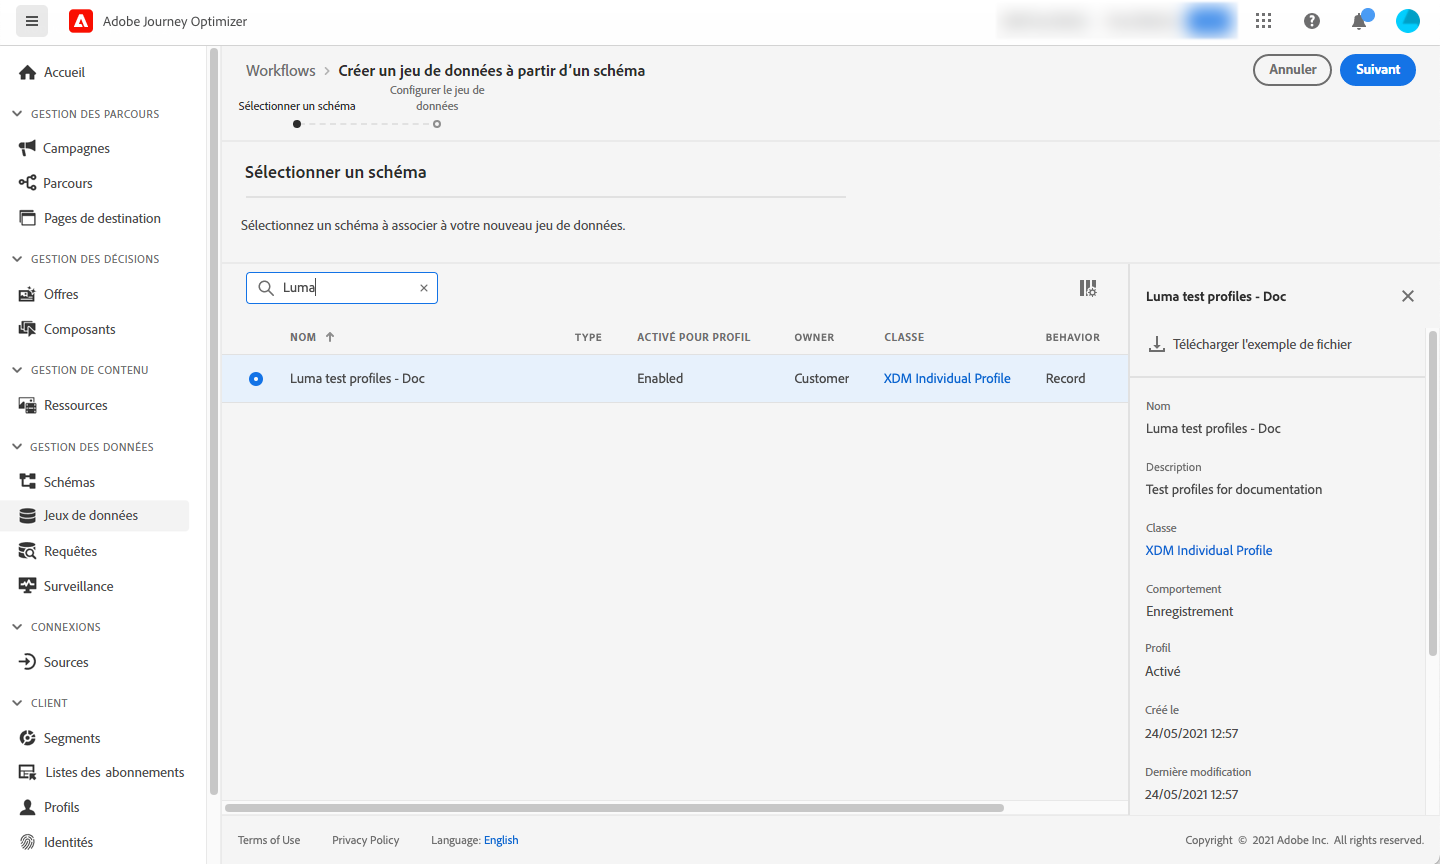 Adobe Journey Optimizer
Accueil
GESTION DES PARCOURS
Campagnes
Parcours
Pages de destination
GESTION DES DÉCISIONS
Offres
Composants
GESTION DE CONTENU
Ressources
GESTION DES DONNÉES
Schémas
Jeux de données
Requêtes
Surveillance
CONNEXIONS
Sources
CLIENT
Segments
Listes des abonnements
Profils
Identités
Workflows > Créer un jeu de données à partir d'un schéma
Annuler
Suivant
Sélectionner un schéma
Configurer le jeu de
données
Sélectionner un schéma
Sélectionnez un schéma à associer à votre nouveau jeu de données.
Luma
NOM TYPE ACTIVÉ POUR PROFIL OWNER CLASSE BEHAVIOR
Luma test profiles - Doc Enabled Customer XDM Individual Profile Record
Luma test profiles - Doc
Télécharger l'exemple de fichier
Nom
Luma test profiles - Doc
Description
Test profiles for documentation
Classe
XDM Individual Profile
Comportement
Enregistrement
Profil
Activé
Créé le
24/05/2021 12:57
Dernière modification
24/05/2021 12:57
Terms of Use Privacy Policy Language: English
Copyright © 2021 Adobe Inc. All rights reserved.